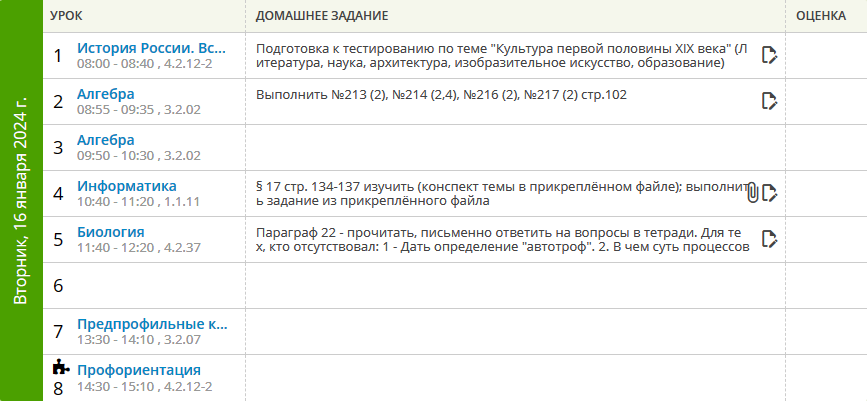 УРОК ДОМАШНЕЕ ЗАДАНИЕ ОЦЕНКА
Вторник, 16 января 2024 г.
1 История России. Вс...
08:00 - 08:40 , 4.2.12-2
Подготовка к тестированию по теме "Культура первой половины XIX века" (Л
итература, наука, архитектура, изобразительное искусство, образование)
2 Алгебра
08:55 - 09:35 , 3.2.02
Выполнить №213 (2), №214 (2,4), №216 (2), №217 (2) стр.102
3 Алгебра
09:50 - 10:30 , 3.2.02
4 Информатика
10:40 - 11:20 , 1.1.11
§ 17 стр. 134-137 изучить (конспект темы в прикреплённом файле); выполнит
ь задание из прикреплённого файла
5 Биология
11:40 - 12:20 , 4.2.37
Параграф 22 - прочитать, письменно ответить на вопросы в тетради. Для те
х, кто отсутствовал: 1 - Дать определение "автотроф". 2. В чем суть процессов
6
7 Предпрофильные к...
13:30 - 14:10 , 3.2.07
8 Профориентация
14:30 - 15:10 , 4.2.12-2